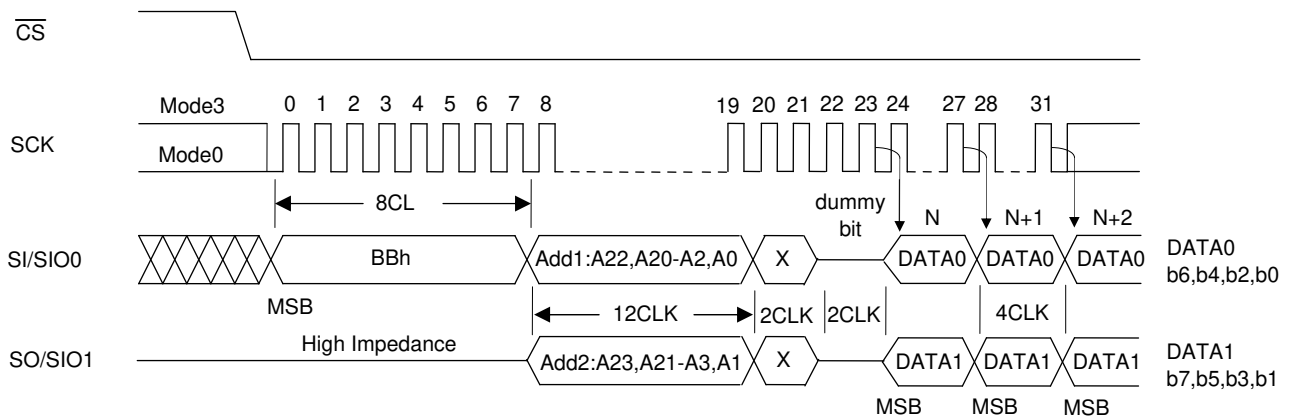 CS
Mode3
0 1 2 3 4 5 6 7 8 19 20 21 22 23 24 27 28 31
SCK
Mode0
8CL
dummy
bit
N N+1 N+2
SI/SIO0
BBh
Add1:A22,A20-A2,A0
X
DATA0 DATA0 DATA0
DATA0
b6,b4,b2,b0
MSB
12CLK 2CLK 2CLK 4CLK
High Impedance
SO/SIO1
Add2:A23,A21-A3,A1
X
DATA1 DATA1 DATA1
DATA1
b7,b5,b3,b1
MSB MSB MSB